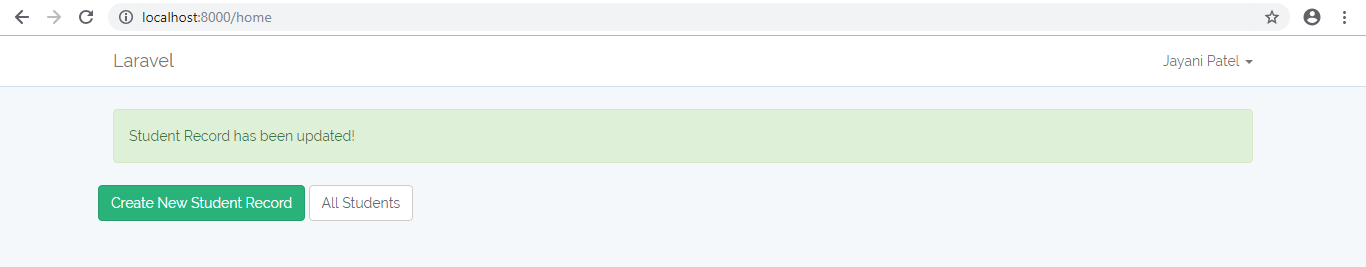 localhost:8000/home
Laravel
Jayani Patel
Student Record has been updated!
Create New Student Record
All Students